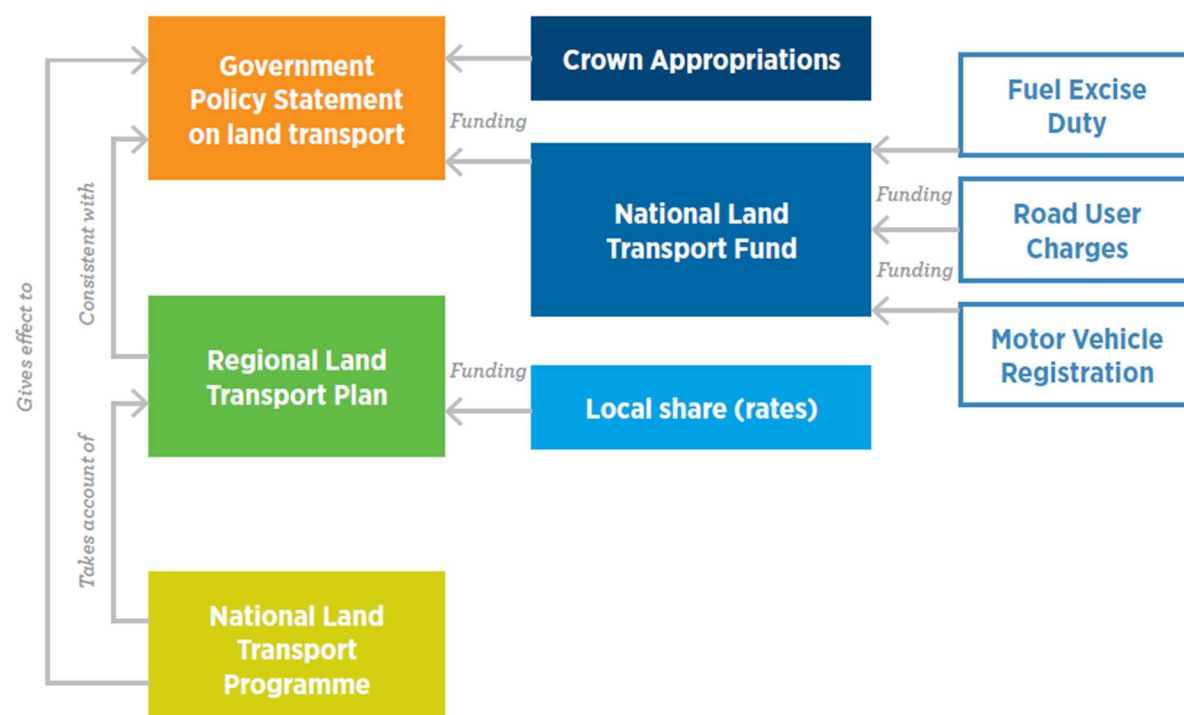 Government
Policy Statement
on land transport
Crown Appropriations
Funding
National Land
Transport Fund
Fuel Excise
Duty
Funding
Road User
Charges
Funding
Motor Vehicle
Registration
Gives effect to
Consistent with
Regional Land
Transport Plan
Funding
Local share (rates)
Takes account of
National Land
Transport
Programme